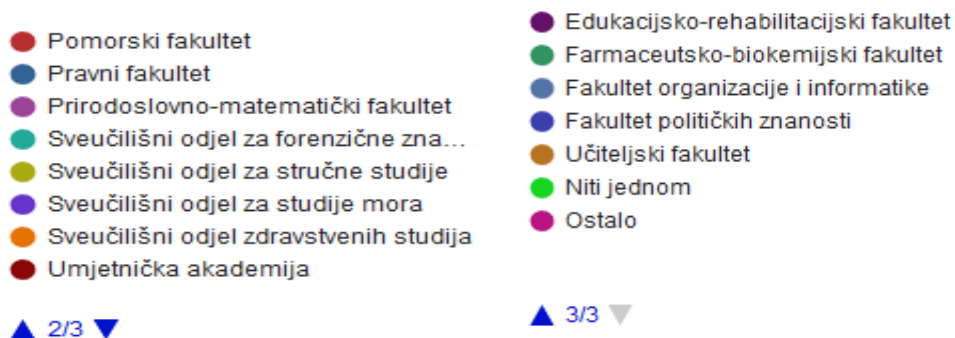 Pomorski fakultet
Pravni fakultet
Prirodoslovno-matematički fakultet
Sveučilišni odjel za forenzične zna...
Sveučilišni odjel za stručne studije
Sveučilišni odjel za studije mora
Sveučilišni odjel zdravstvenih studija
Umjetnička akademija
2/3
Edukacijsko-rehabilitacijski fakultet
Farmaceutsko-biokemijski fakultet
Fakultet organizacije i informatike
Fakultet političkih znanosti
Učiteljski fakultet
Niti jednom
Ostalo
3/3